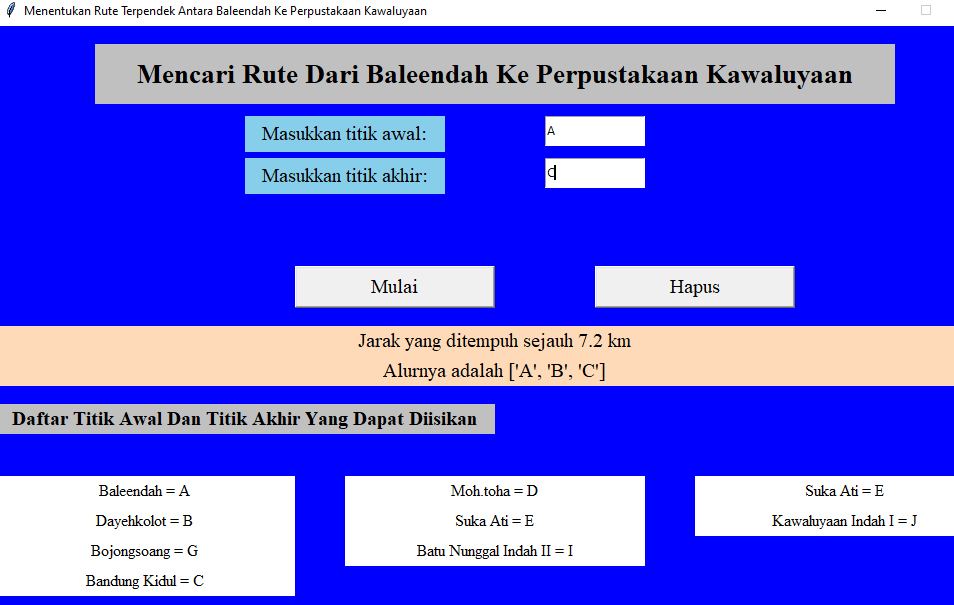 Menentukan Rute Terpendek Antara Baleendah Ke Perpustakaan Kawaluyaan
Mencari Rute Dari Baleendah Ke Perpustakaan Kawaluyaan
Masukkan titik awal: A
Masukkan titik akhir: C
Mulai Hapus
Jarak yang ditempuh sejauh 7.2 km
Alurnya adalah ['A', 'B', 'C']
Daftar Titik Awal Dan Titik Akhir Yang Dapat Diisikan
Baleendah = A
Dayehkolot = B
Bojongsoang = G
Bandung Kidul = C
Moh.toha = D
Suka Ati = E
Batu Nunggal Indah II = I
Suka Ati = E
Kawaluyaan Indah I = J